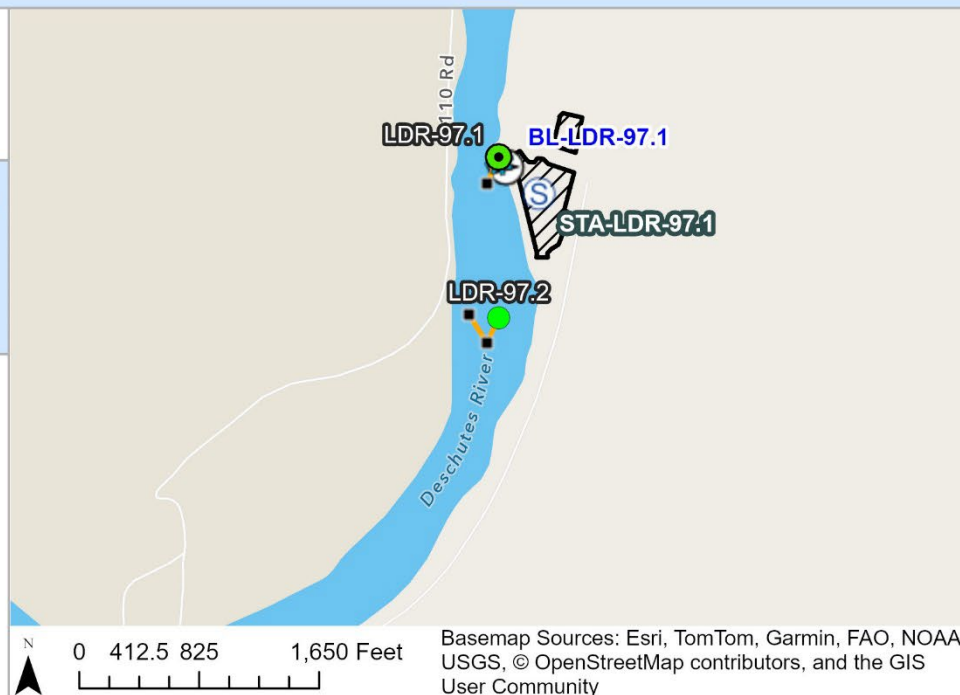 110 Rd
LDR-97.1
BL-LDR-97.1
S
STA-LDR-97.1
LDR-97.2
Deschutes River
N
0 412.5 825 1,650 Feet
Basemap Sources: Esri, TomTom, Garmin, FAO, NOAA
USGS, © OpenStreetMap contributors, and the GIS
User Community